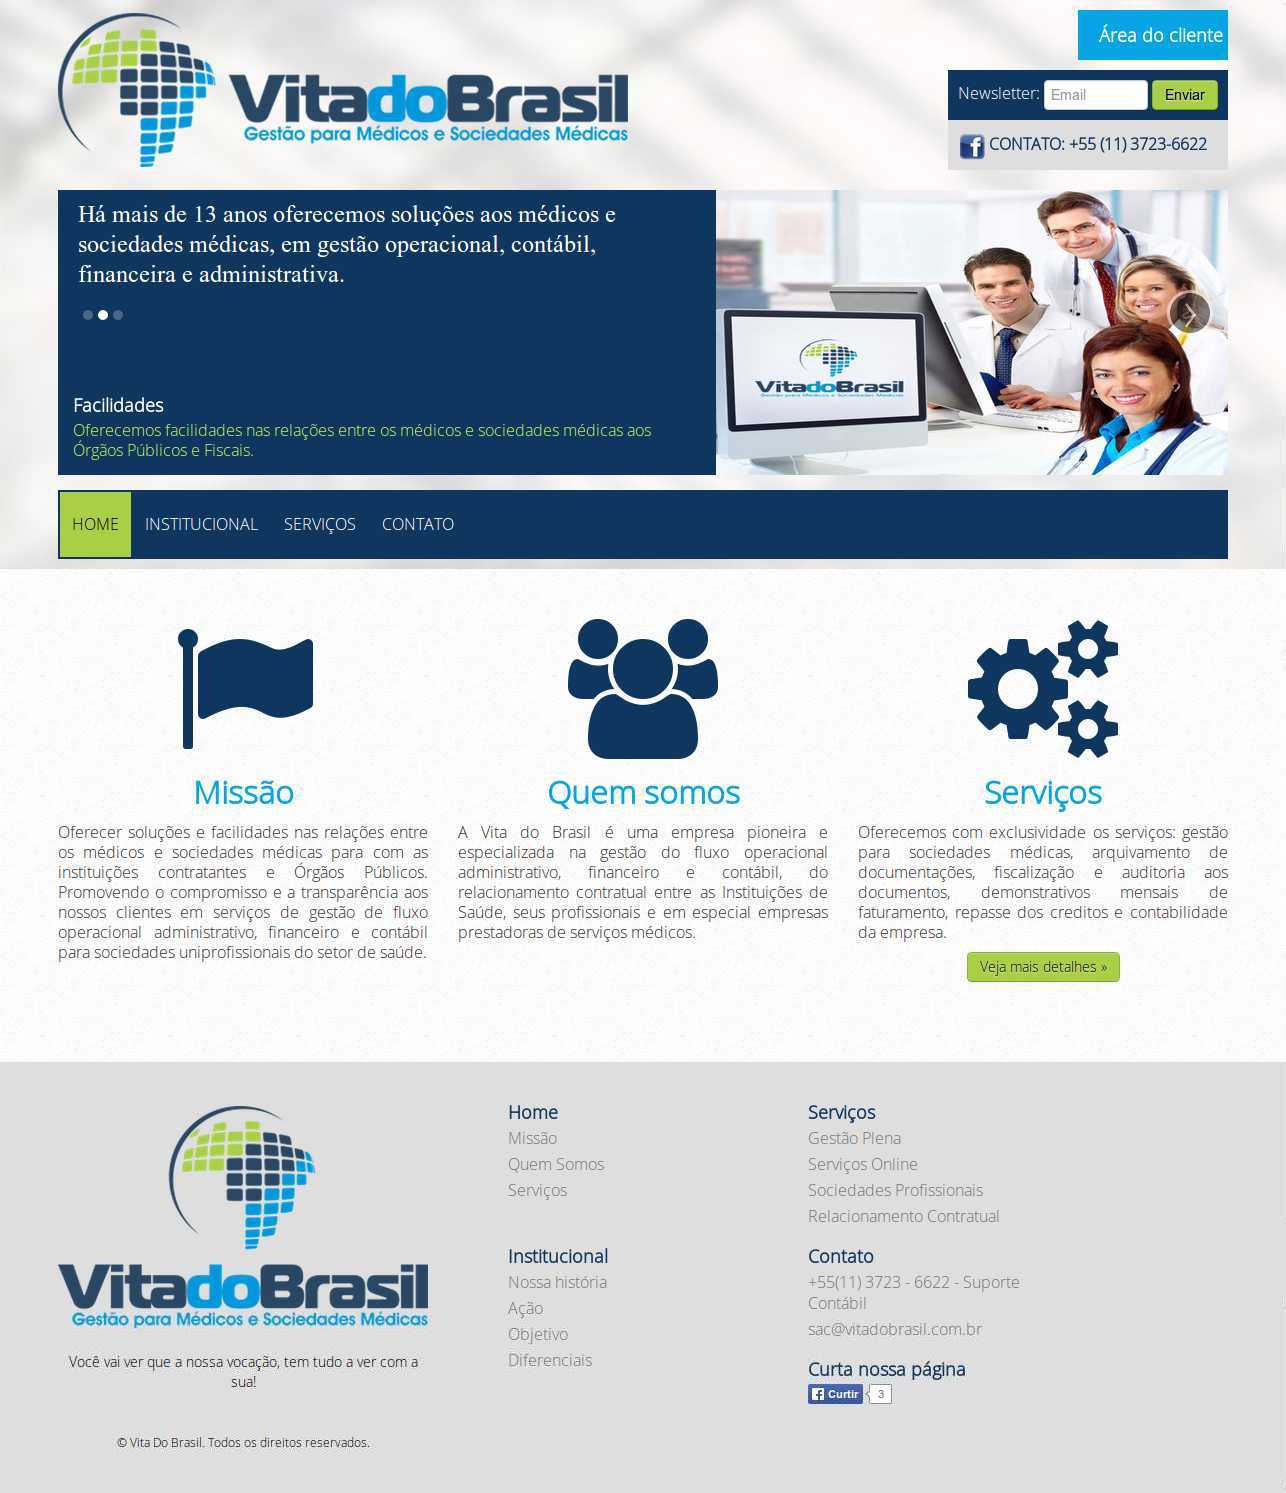 Área do cliente
VitadoBrasil
Gestão para Médicos e Sociedades Médicas
Newsletter: Email Enviar
CONTATO: +55 (11) 3723-6622
Há mais de 13 anos oferecemos soluções aos médicos e
sociedades médicas, em gestão operacional, contábil,
financeira e administrativa.
Facilidades
Oferecemos facilidades nas relações entre os médicos e sociedades médicas aos
Órgãos Públicos e Fiscais.
VitadoBrasil
Gestão para Médicos e Sociedades Médicas
HOME INSTITUCIONAL SERVIÇOS CONTATO
Missão
Oferecer soluções e facilidades nas relações entre
os médicos e sociedades médicas para com as
instituições contratantes e Órgãos Públicos.
Promovendo o compromisso e a transparência aos
nossos clientes em serviços de gestão de fluxo
operacional administrativo, financeiro e contábil
para sociedades uniprofissionais do setor de saúde.
Quem somos
A Vita do Brasil é uma empresa pioneira e
especializada na gestão do fluxo operacional
administrativo, financeiro e contábil, do
relacionamento contratual entre as Instituições de
Saúde, seus profissionais e em especial empresas
prestadoras de serviços médicos.
Serviços
Oferecemos com exclusividade os serviços: gestão
para sociedades médicas, arquivamento de
documentações, fiscalização e auditoria aos
documentos, demonstrativos mensais de
faturamento, repasse dos creditos e contabilidade
da empresa.
Veja mais detalhes »
VitadoBrasil
Gestão para Médicos e Sociedades Médicas
Você vai ver que a nossa vocação, tem tudo a ver com a
sua!
© Vita Do Brasil. Todos os direitos reservados.
Home
Missão
Quem Somos
Serviços
Institucional
Nossa história
Ação
Objetivo
Diferenciais
Serviços
Gestão Plena
Serviços Online
Sociedades Profissionais
Relacionamento Contratual
Contato
+55(11) 3723 - 6622 - Suporte
Contábil
sac@vitadobrasil.com.br
Curta nossa página
Curtir 3